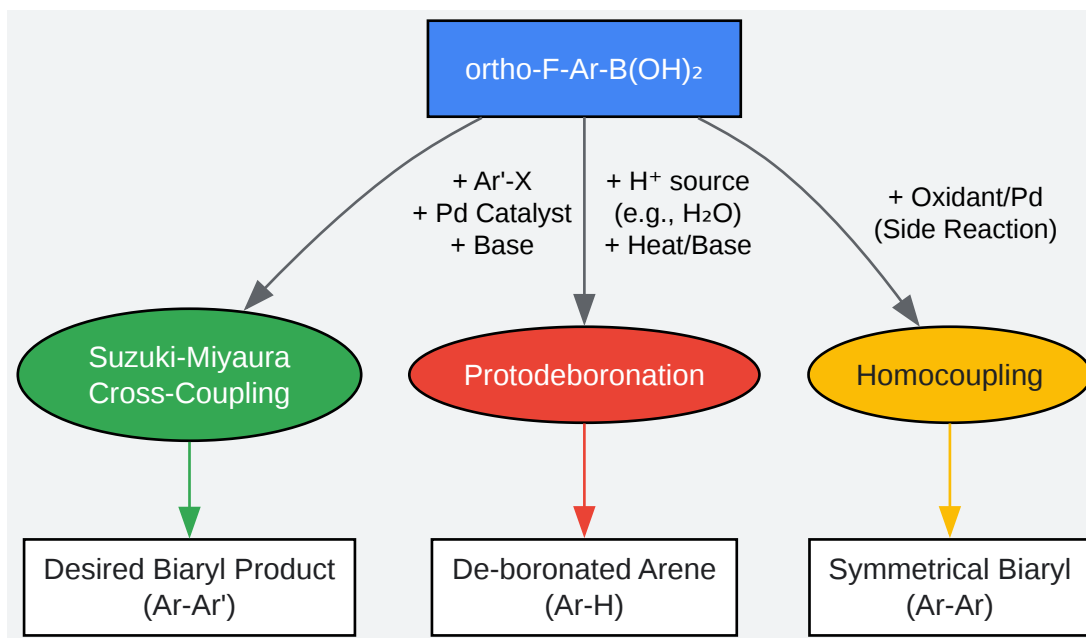 ortho-F-Ar-B(OH)₂
+ Ar'-X
+ Pd Catalyst
+ Base
+ H⁺ source
(e.g., H₂O)
+ Heat/Base
+ Oxidant/Pd
(Side Reaction)
Suzuki-Miyaura
Cross-Coupling
Protodeboronation
Homocoupling
Desired Biaryl Product
(Ar-Ar')
De-boronated Arene
(Ar-H)
Symmetrical Biaryl
(Ar-Ar)